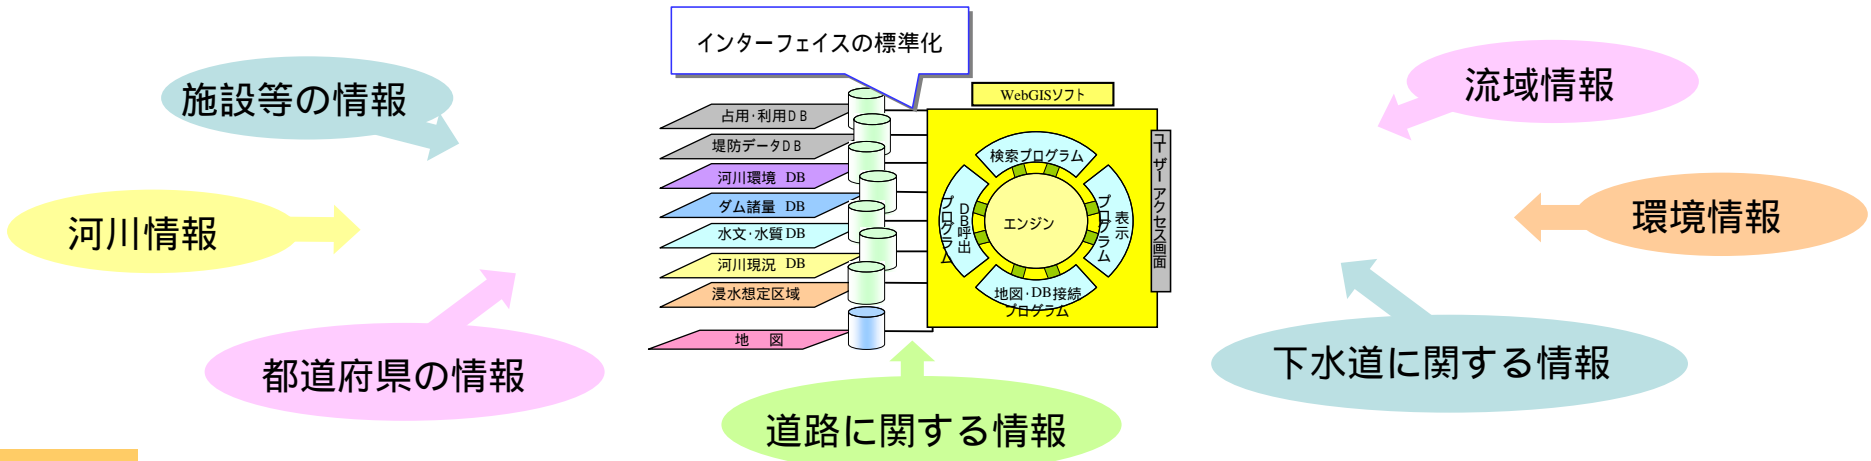 インターフェイスの標準化
施設等の情報
流域情報
WebGISソフト
占用・利用DB
堤防データDB
河川環境 DB
ダム諸量 DB
水文・水質DB
河川現況 DB
浸水想定区域
地 図
検索プログラム
DB呼出
プログラム
エンジン
表示
プログラム
地図・DB接続
プログラム
ユーザーアクセス画面
河川情報
環境情報
都道府県の情報
下水道に関する情報
道路に関する情報